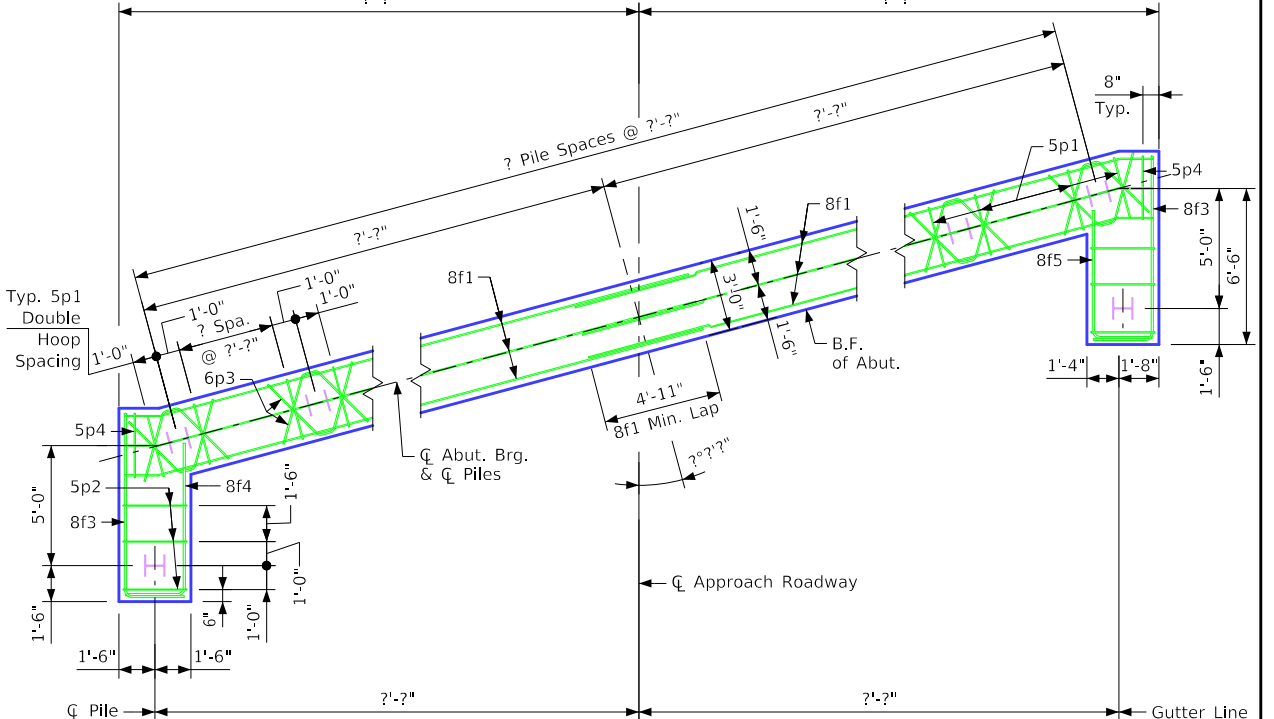 ?'-?"
?'-?"
8"
Typ.
?'-?"
? Pile Spaces @ ?'-?"
5p1
5p4
8f1
8f3
1'-6"
?'-?"
8f5
5'-0"
6'-6"
8f1
3'-0"
1'-0"
1'-0"
Typ. 5p1
Double
Hoop
Spacing
? Spa.
@ ?'-?"
1'-0"
1'-6"
B.F.
of Abut.
1'-4"
1'-8"
1'-6"
6p3
4'-11"
8f1 Min. Lap
5p4
℄ Abut. Brg.
& ℄ Piles
?°?'?"
5p2
8f4
1'-6"
5'-0"
8f3
1'-0"
℄ Approach Roadway
1'-6"
6"
1'-0"
1'-6"
1'-6"
?'-?"
?'-?"
℄ Pile
Gutter Line